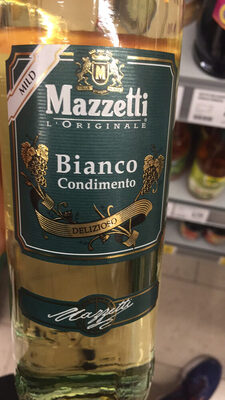 MILD
M
Mazzetti
L'ORIGINALE
Bianco
Condimento
DELIZIOSO
Mazzetti